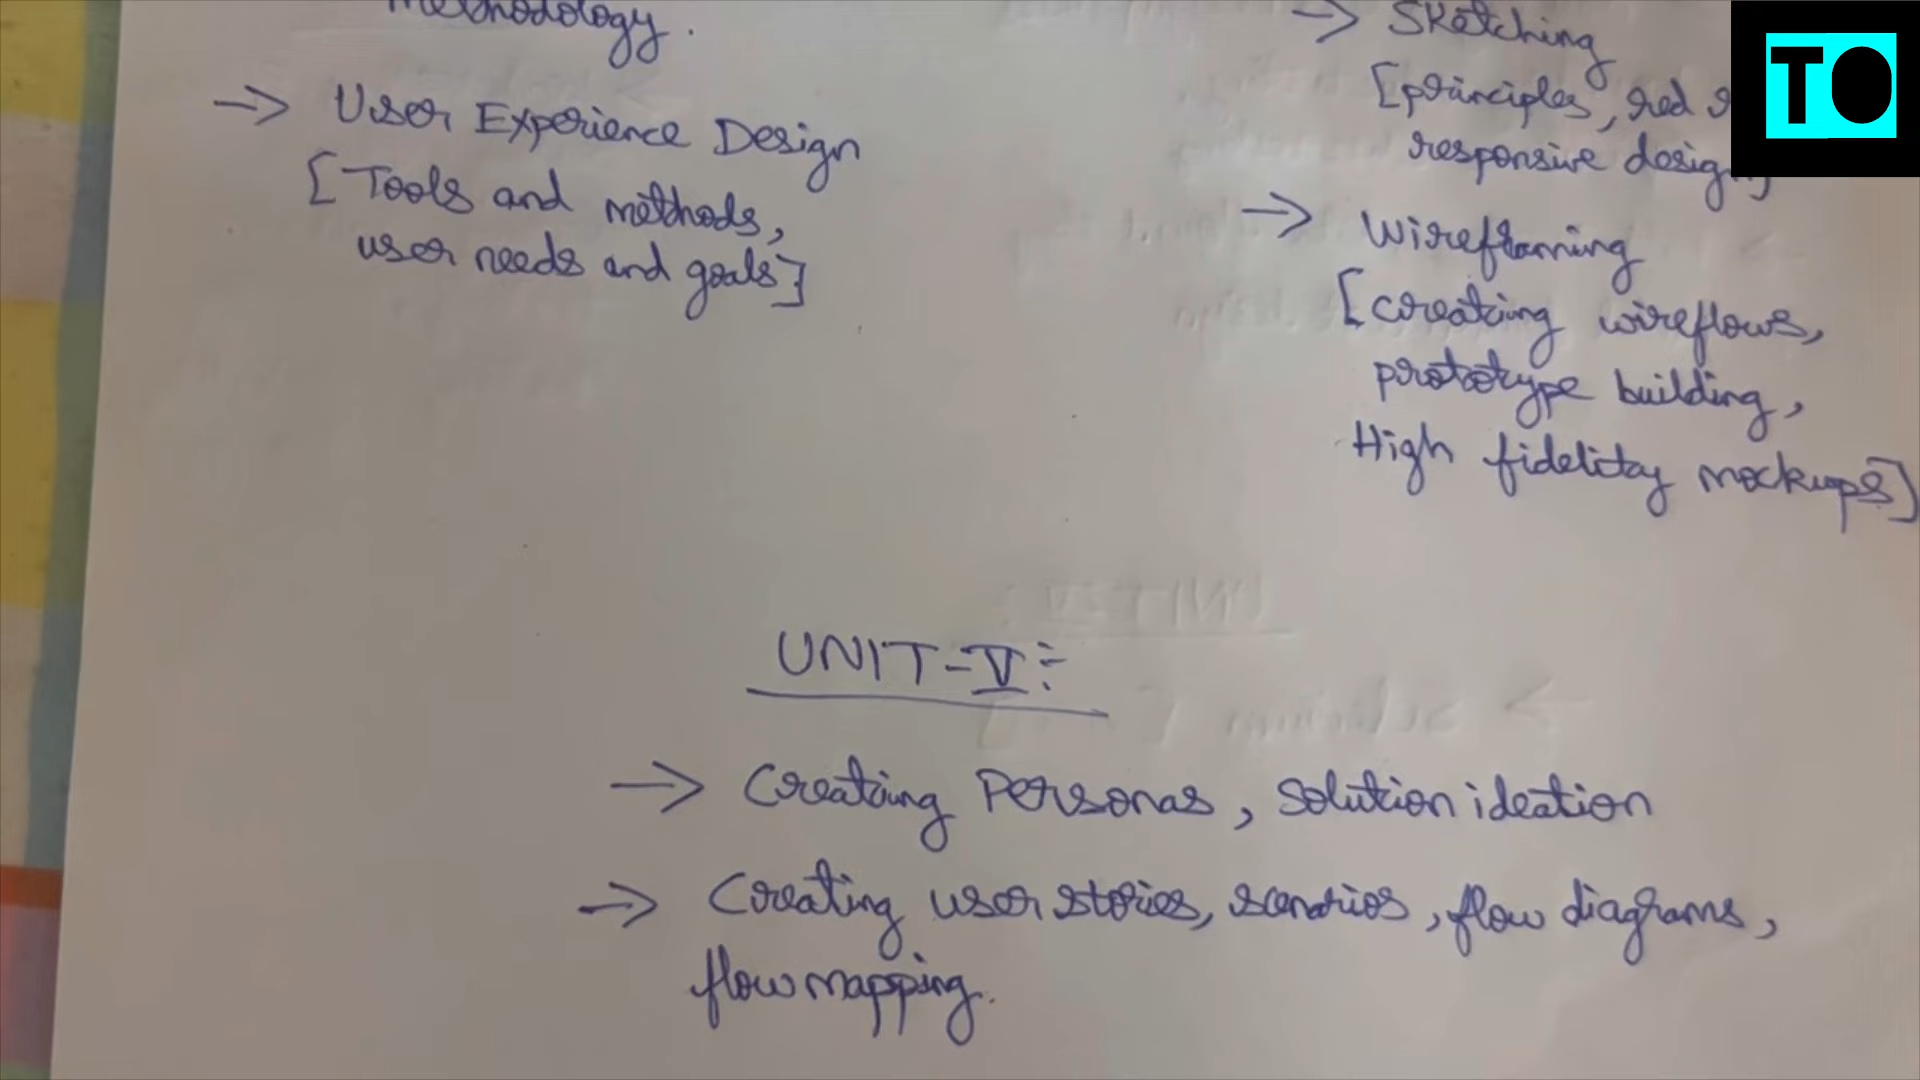 methodology.
→ User Experience Design
[Tools and methods,
user needs and goals]
→ Sketching
[principles, red
responsive design]
→ Wireframing
[creating wireflows,
prototype building,
High fidelity mockups]
UNIT-V:
→ Creating Personas, Solution ideation
→ Creating user stories, scenarios, flow diagrams,
flow mapping.
TO